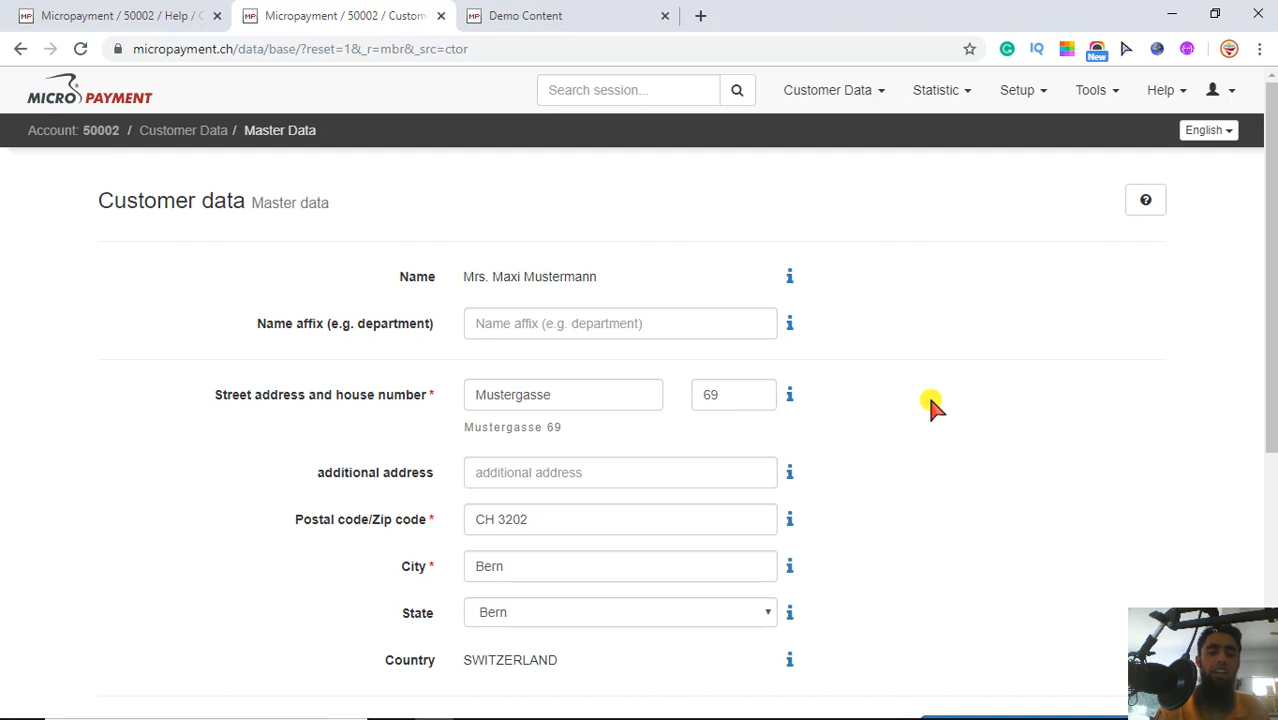 Micropayment / 50002 / Help / C
Micropayment / 50002 / Custom
Demo Content
micropayment.ch/data/base/?reset=1&_r=mbr&_src=ctor
IQ
New
MICROPAYMENT
Search session...
Customer Data
Statistic
Setup
Tools
Help
Account: 50002 / Customer Data / Master Data
English
Customer data Master data
Name
Mrs. Maxi Mustermann
Name affix (e.g. department)
Name affix (e.g. department)
Street address and house number *
Mustergasse
69
Mustergasse 69
additional address
additional address
Postal code/Zip code *
CH 3202
City *
Bern
State
Bern
Country
SWITZERLAND